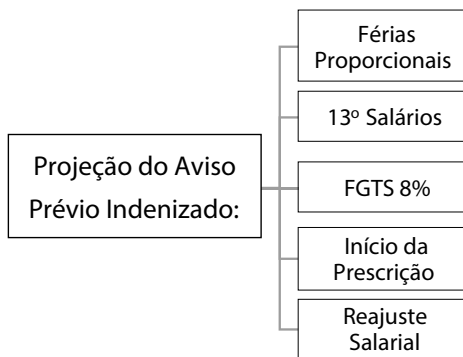 Projeção do Aviso
Prévio Indenizado:
Férias
Proporcionais
13º Salários
FGTS 8%
Início da
Prescrição
Reajuste
Salarial